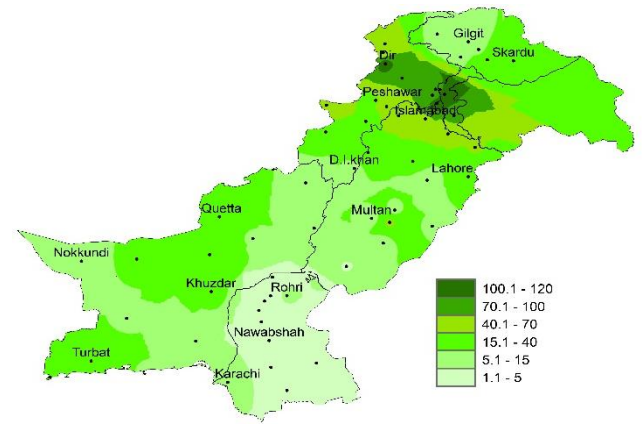 Gilgit
Skardu
Dir
Peshawar
Islamabad
D.I.khan
Lahore
Multan
Quetta
Nokkundi
Khuzdar
Rohri
Nawabshah
Turbat
Karachi
100.1 - 120
70.1 - 100
40.1 - 70
15.1 - 40
5.1 - 15
1.1 - 5